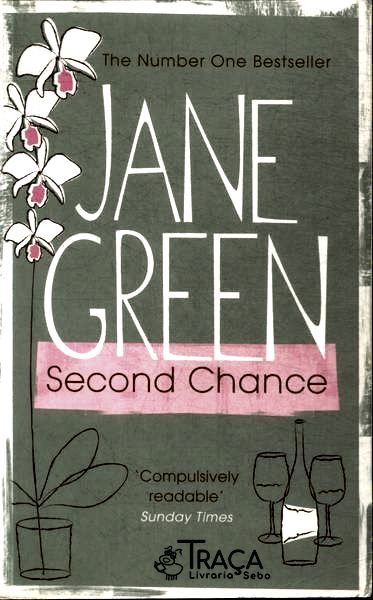 The Number One Bestseller
JANE
GREEN
Second Chance
‘Compulsively
readable’
Sunday Times
TRAÇA
Livraria Sebo